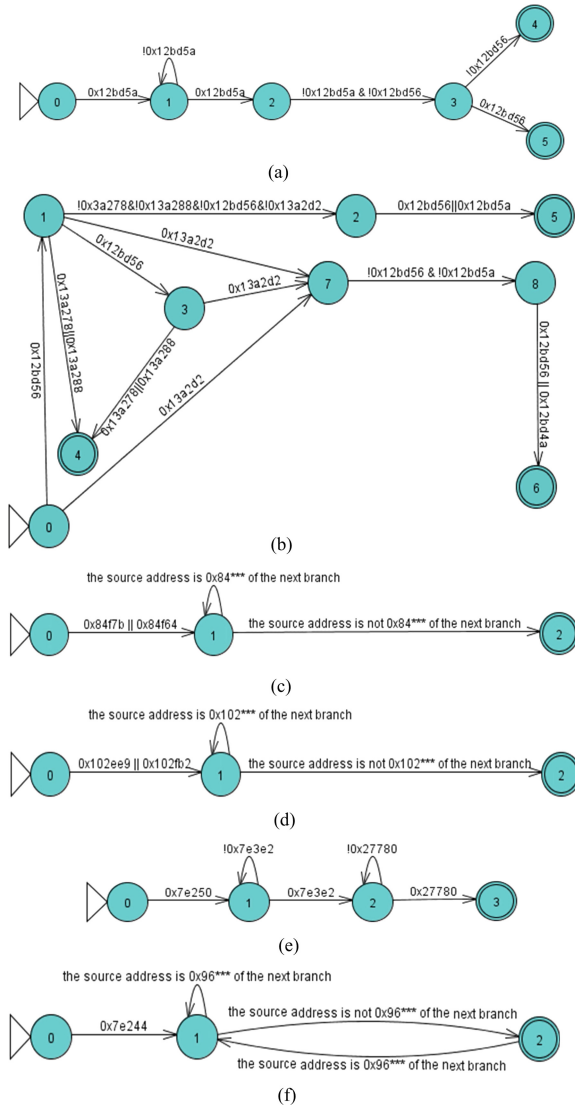 !0x12bd5a
0 0x12bd5a 1 0x12bd5a 2 !0x12bd5a & !0x12bd56 3
!0x12bd56 4
0x12bd56 5
(a)
1 !0x3a278&!0x13a288&!0x12bd56&!0x13a2d2 2 0x12bd56||0x12bd5a 5
0x13a2d2
0x12bd56
7 !0x12bd56 & !0x12bd5a 8
3 0x13a2d2
0x13a278||0x13a288
0x13a278||0x13a288
0x12bd56
0x13a2d2
0x12bd56 || 0x12bd4a
4
6
0
(b)
the source address is 0x84*** of the next branch
0 0x84f7b || 0x84f64 1 the source address is not 0x84*** of the next branch 2
(c)
the source address is 0x102*** of the next branch
0 0x102ee9 || 0x102fb2 1 the source address is not 0x102*** of the next branch 2
(d)
!0x7e3e2 !0x27780
0 0x7e250 1 0x7e3e2 2 0x27780 3
(e)
the source address is 0x96*** of the next branch
the source address is not 0x96*** of the next branch
0 0x7e244 1 2
the source address is 0x96*** of the next branch
(f)